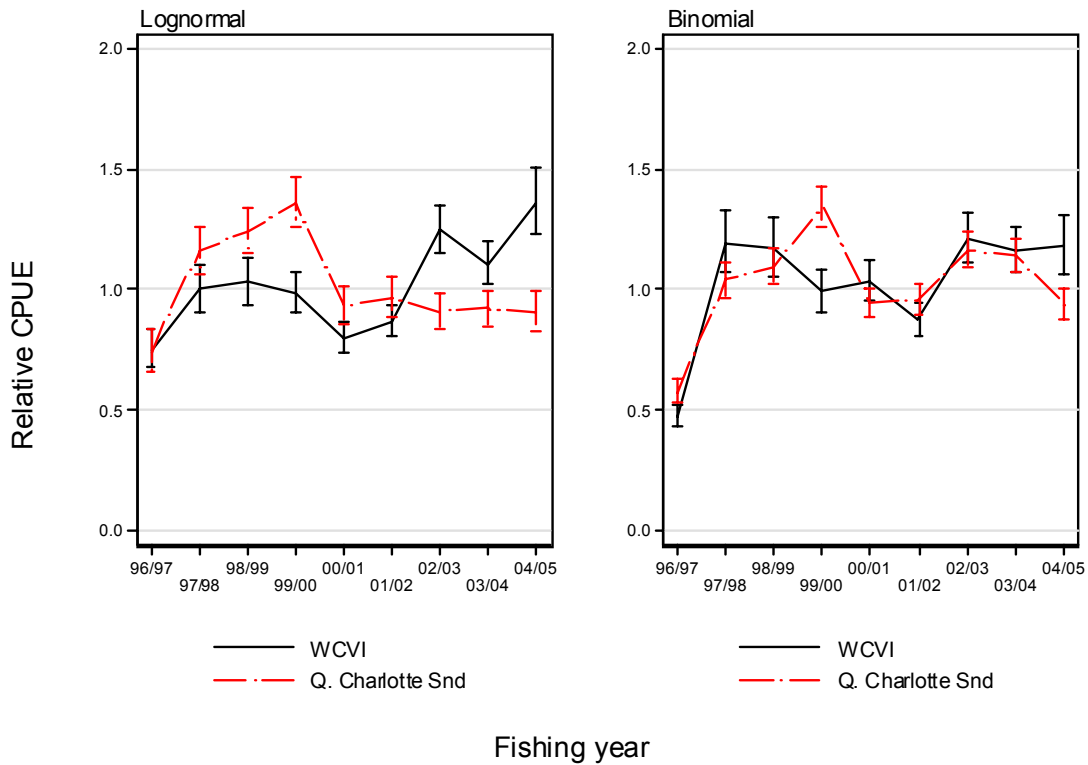 Lognormal
Binomial
2.0
1.5
1.0
0.5
0.0
2.0
1.5
1.0
0.5
0.0
Relative CPUE
96/97 98/99 00/01 02/03 04/05
97/98 99/00 01/02 03/04
96/97 98/99 00/01 02/03 04/05
97/98 99/00 01/02 03/04
WCVI
Q. Charlotte Snd
WCVI
Q. Charlotte Snd
Fishing year